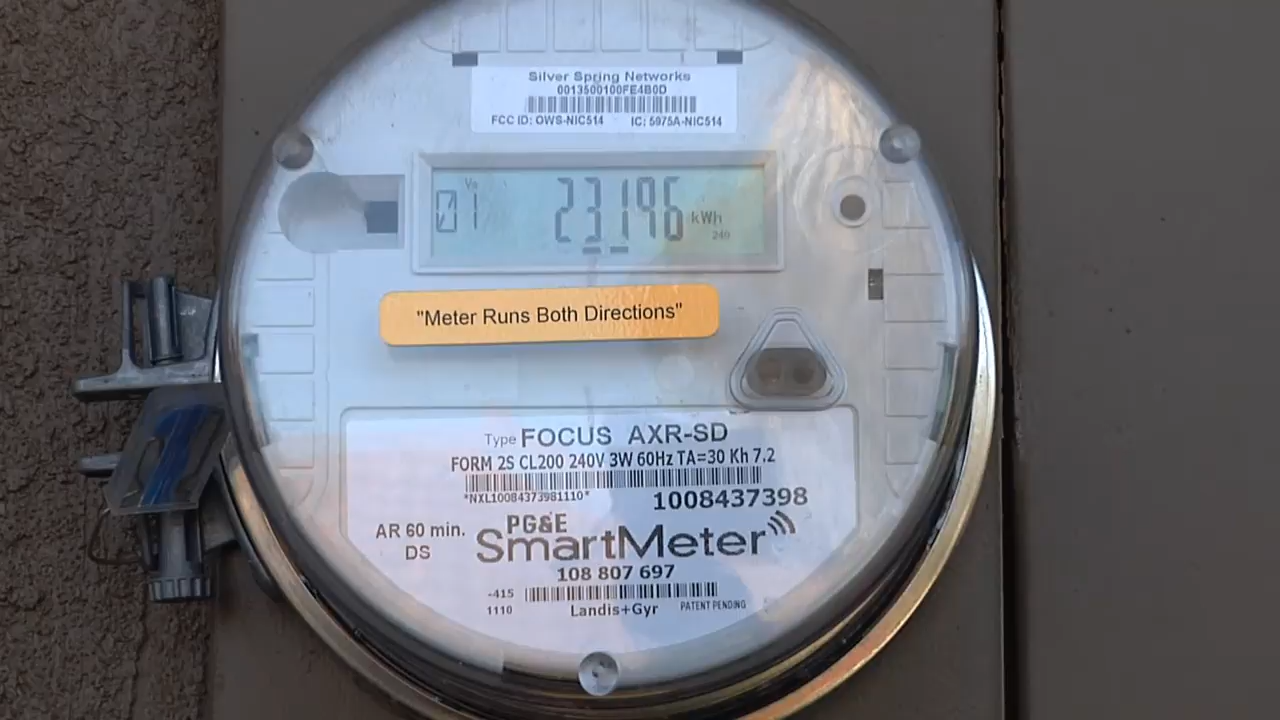 Silver Spring Networks
0013500100FE4B0D
FCC ID: OWS-NIC514 IC: 5975A-NIC514
01 23196 kWh
240
"Meter Runs Both Directions"
Type FOCUS AXR-SD
FORM 2S CL200 240V 3W 60Hz TA=30 Kh 7.2
*NXL10084373981110* 1008437398
AR 60 min.
DS
PG&E
SmartMeter
108 807 697
-415
1110
Landis+Gyr PATENT PENDING